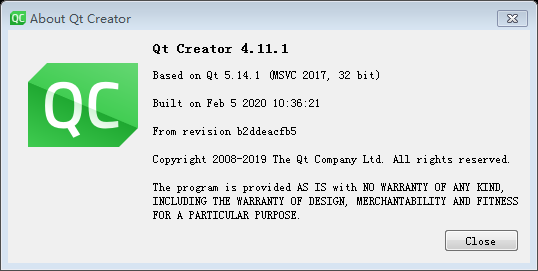 About Qt Creator
Qt Creator 4.11.1
Based on Qt 5.14.1 (MSVC 2017, 32 bit)
Built on Feb 5 2020 10:36:21
From revision b2ddeacfb5
Copyright 2008-2019 The Qt Company Ltd. All rights reserved.
The program is provided AS IS with NO WARRANTY OF ANY KIND,
INCLUDING THE WARRANTY OF DESIGN, MERCHANTABILITY AND FITNESS
FOR A PARTICULAR PURPOSE.
QC
Close